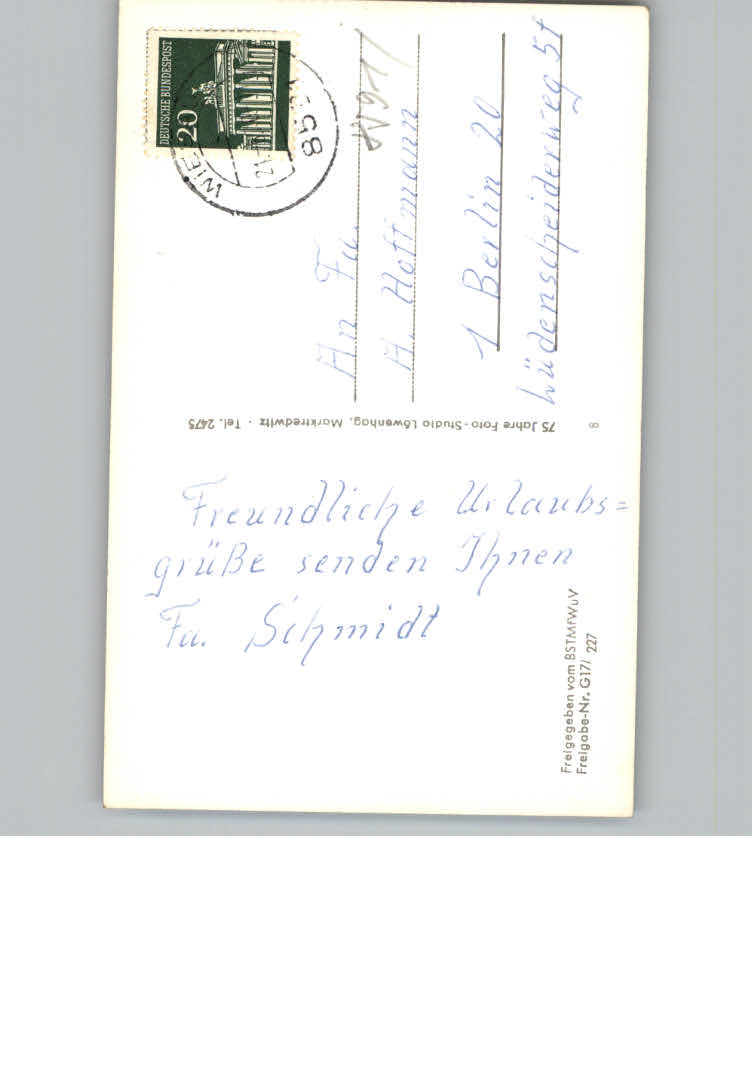 Freundliche Urlaubs=
grüße senden Ihnen
Fa. Schmidt
75 Jahre Foto-Studio Löwenhag, Marktredwitz · Tel. 2475
8
Freigegeben vom BSTMfWuV
Freigabe-Nr. G17/ 227
DEUTSCHE BUNDESPOST
20
An Fa.
A. Hoffmann
1 Berlin 20
Lüdenscheiderweg 5f